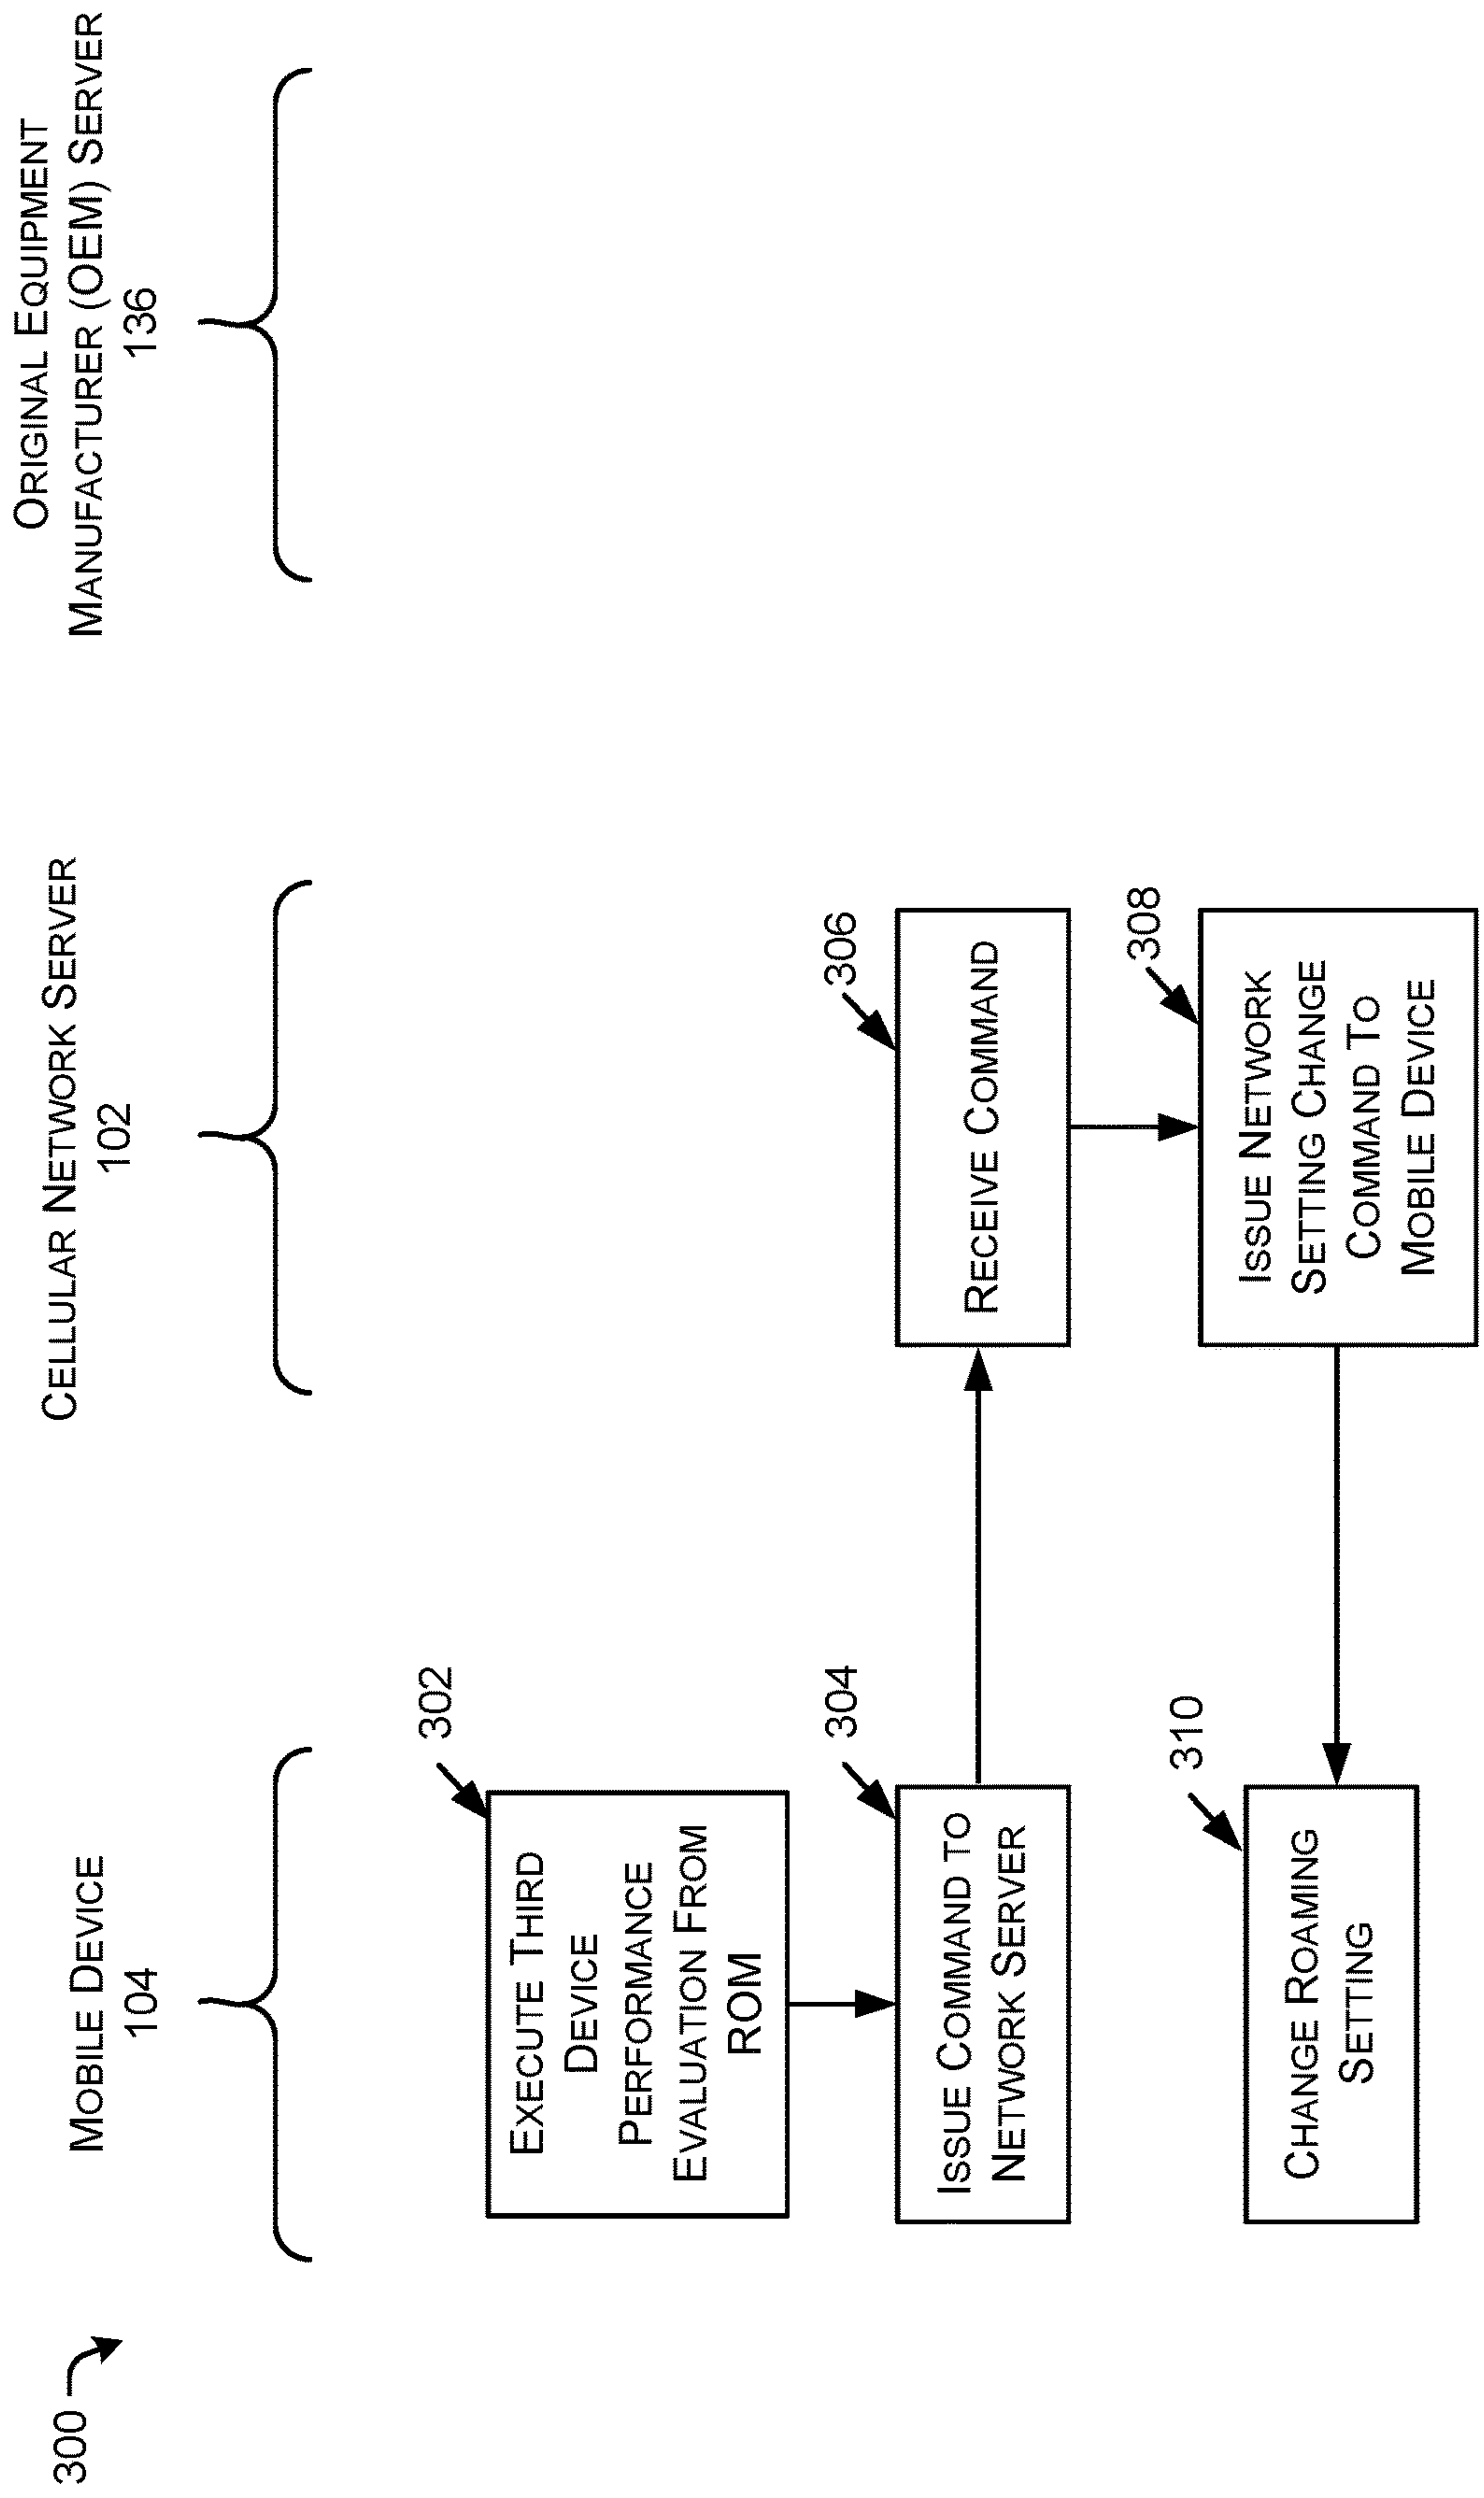 300
MOBILE DEVICE
104
CELLULAR NETWORK SERVER
102
ORIGINAL EQUIPMENT
MANUFACTURER (OEM) SERVER
136
302
EXECUTE THIRD
DEVICE
PERFORMANCE
EVALUATION FROM
ROM
304
ISSUE COMMAND TO
NETWORK SERVER
306
RECEIVE COMMAND
308
ISSUE NETWORK
SETTING CHANGE
COMMAND TO
MOBILE DEVICE
310
CHANGE ROAMING
SETTING